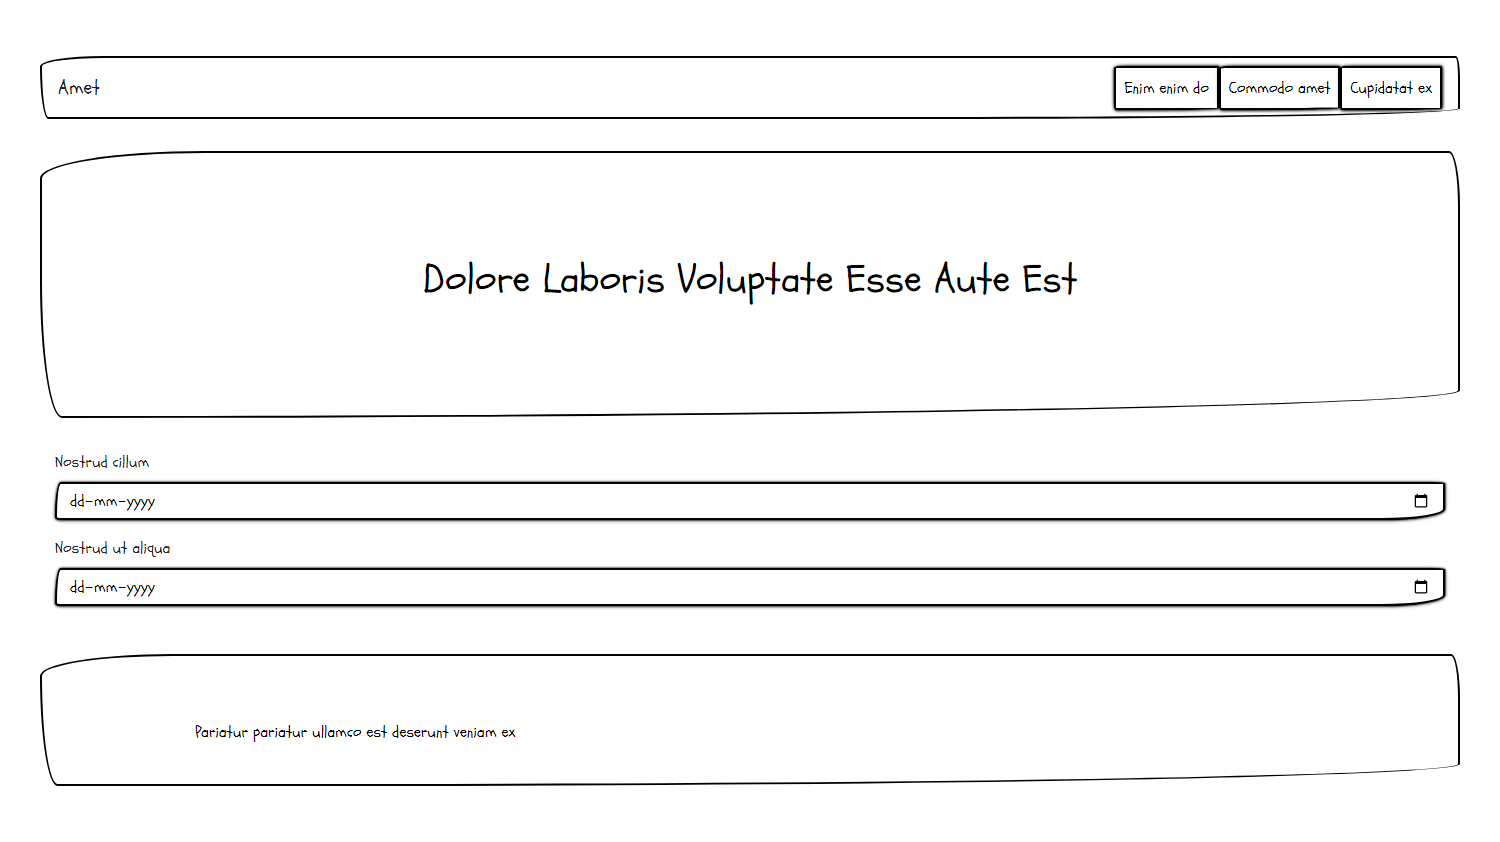 Amet
Enim enim do
Commodo amet
Cupidatat ex
Dolore Laboris Voluptate Esse Aute Est
Nostrud cillum
dd-mm-yyyy
Nostrud ut aliqua
dd-mm-yyyy
Pariatur pariatur ullamco est deserunt veniam ex